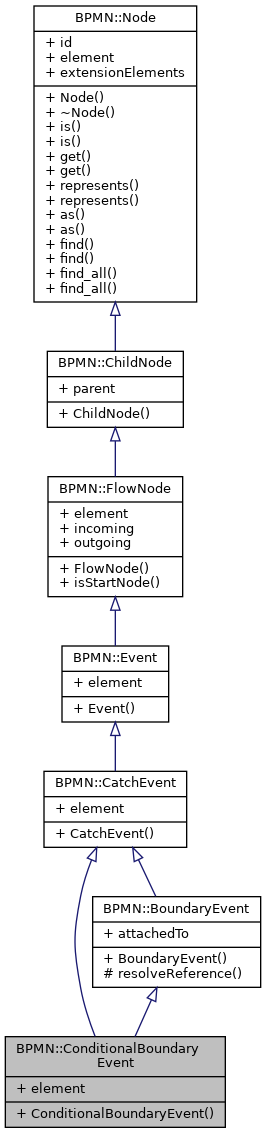 BPMN::Node
+ id
+ element
+ extensionElements
+ Node()
+ ~Node()
+ is()
+ is()
+ get()
+ get()
+ represents()
+ represents()
+ as()
+ as()
+ find()
+ find()
+ find_all()
+ find_all()
BPMN::ChildNode
+ parent
+ ChildNode()
BPMN::FlowNode
+ element
+ incoming
+ outgoing
+ FlowNode()
+ isStartNode()
BPMN::Event
+ element
+ Event()
BPMN::CatchEvent
+ element
+ CatchEvent()
BPMN::BoundaryEvent
+ attachedTo
+ BoundaryEvent()
# resolveReference()
BPMN::ConditionalBoundary
Event
+ element
+ ConditionalBoundaryEvent()